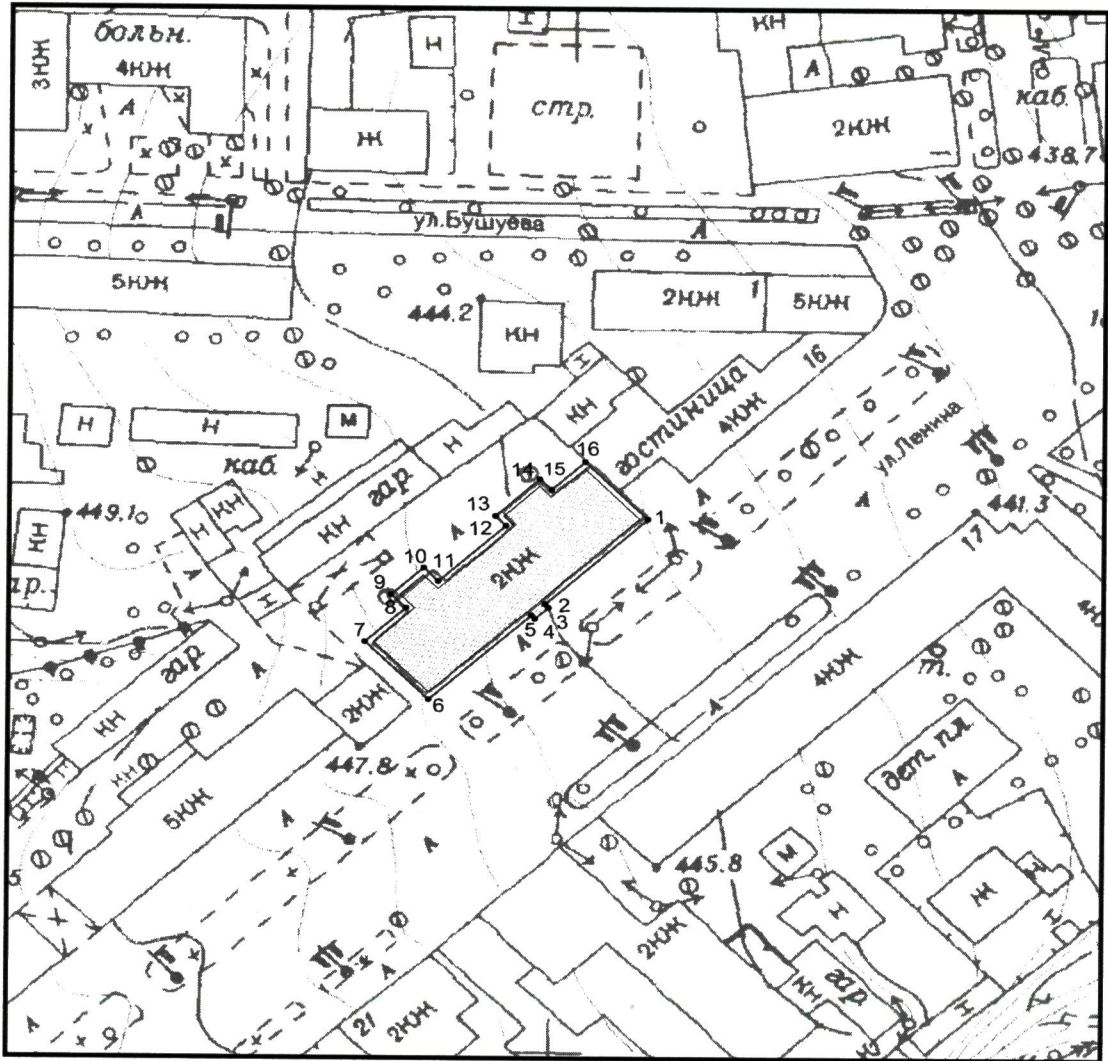 больн.
4КЖ
3КЖ
А
Н
КН
стр.
А
2КЖ
каб.
438.7
Ж
А
ул.Бушуева
А
5КЖ
444.2
КН
2КЖ
1
5КЖ
16
гостиница
4КЖ
ул.Ленина
Н
Н
М
каб.
гар
Н
КН
КН
Н
КН
449.1
КН
А
А
А
441.3
17
16
14
15
13
12
1
10
11
9
8
7
2КЖ
2
3
4
5
А
6
гар
КН
А
2КЖ
447.8
4КЖ
А
т.
дет. пл
А
5КЖ
КН
А
А
445.8
М
Ж
2КЖ
гар.
КН
21
2КЖ
А
А